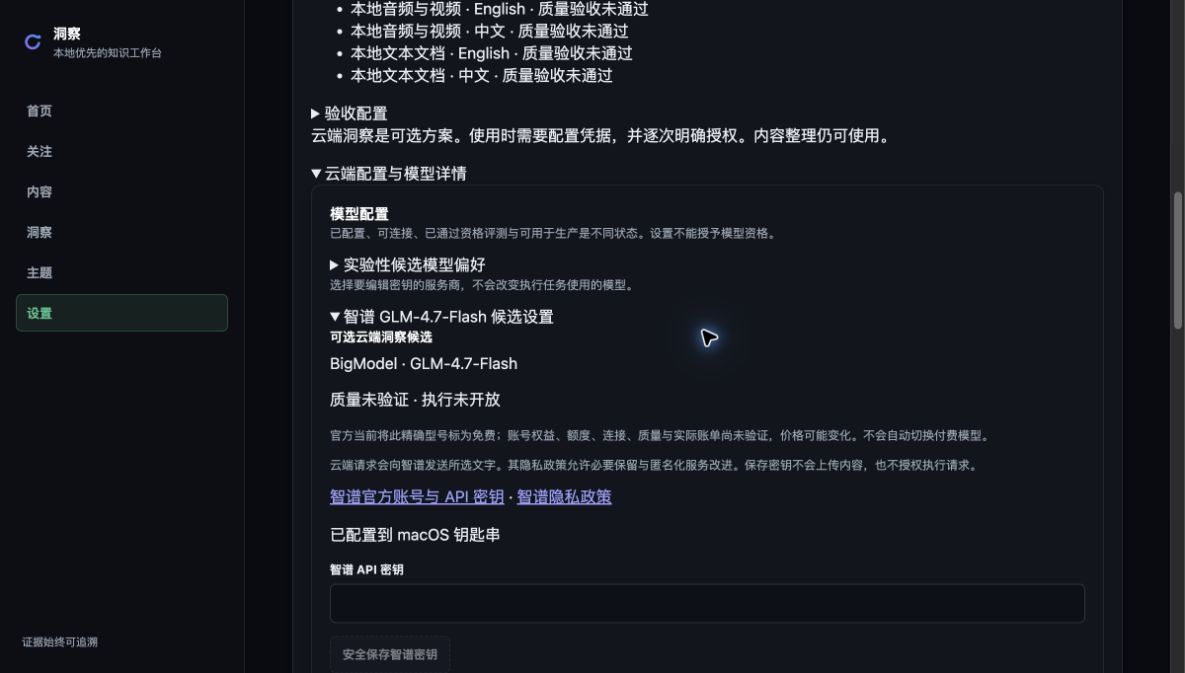 洞察
本地优先的知识工作台
首页
关注
内容
洞察
主题
设置
证据始终可追溯
• 本地音频与视频 · English · 质量验收未通过
• 本地音频与视频 · 中文 · 质量验收未通过
• 本地文本文档 · English · 质量验收未通过
• 本地文本文档 · 中文 · 质量验收未通过
▶ 验收配置
云端洞察是可选方案。使用时需要配置凭据，并逐次明确授权。内容整理仍可使用。
▼ 云端配置与模型详情
模型配置
已配置、可连接、已通过资格评测与可用于生产是不同状态。设置不能授予模型资格。
▶ 实验性候选模型偏好
选择要编辑密钥的服务商，不会改变执行任务使用的模型。
▼ 智谱 GLM-4.7-Flash 候选设置
可选云端洞察候选
BigModel · GLM-4.7-Flash
质量未验证 · 执行未开放
官方当前将此精确型号标为免费；账号权益、额度、连接、质量与实际账单尚未验证，价格可能变化。不会自动切换付费模型。
云端请求会向智谱发送所选文字。其隐私政策允许必要保留与匿名化服务改进。保存密钥不会上传内容，也不授权执行请求。
智谱官方账号与 API 密钥 · 智谱隐私政策
已配置到 macOS 钥匙串
智谱 API 密钥
安全保存智谱密钥